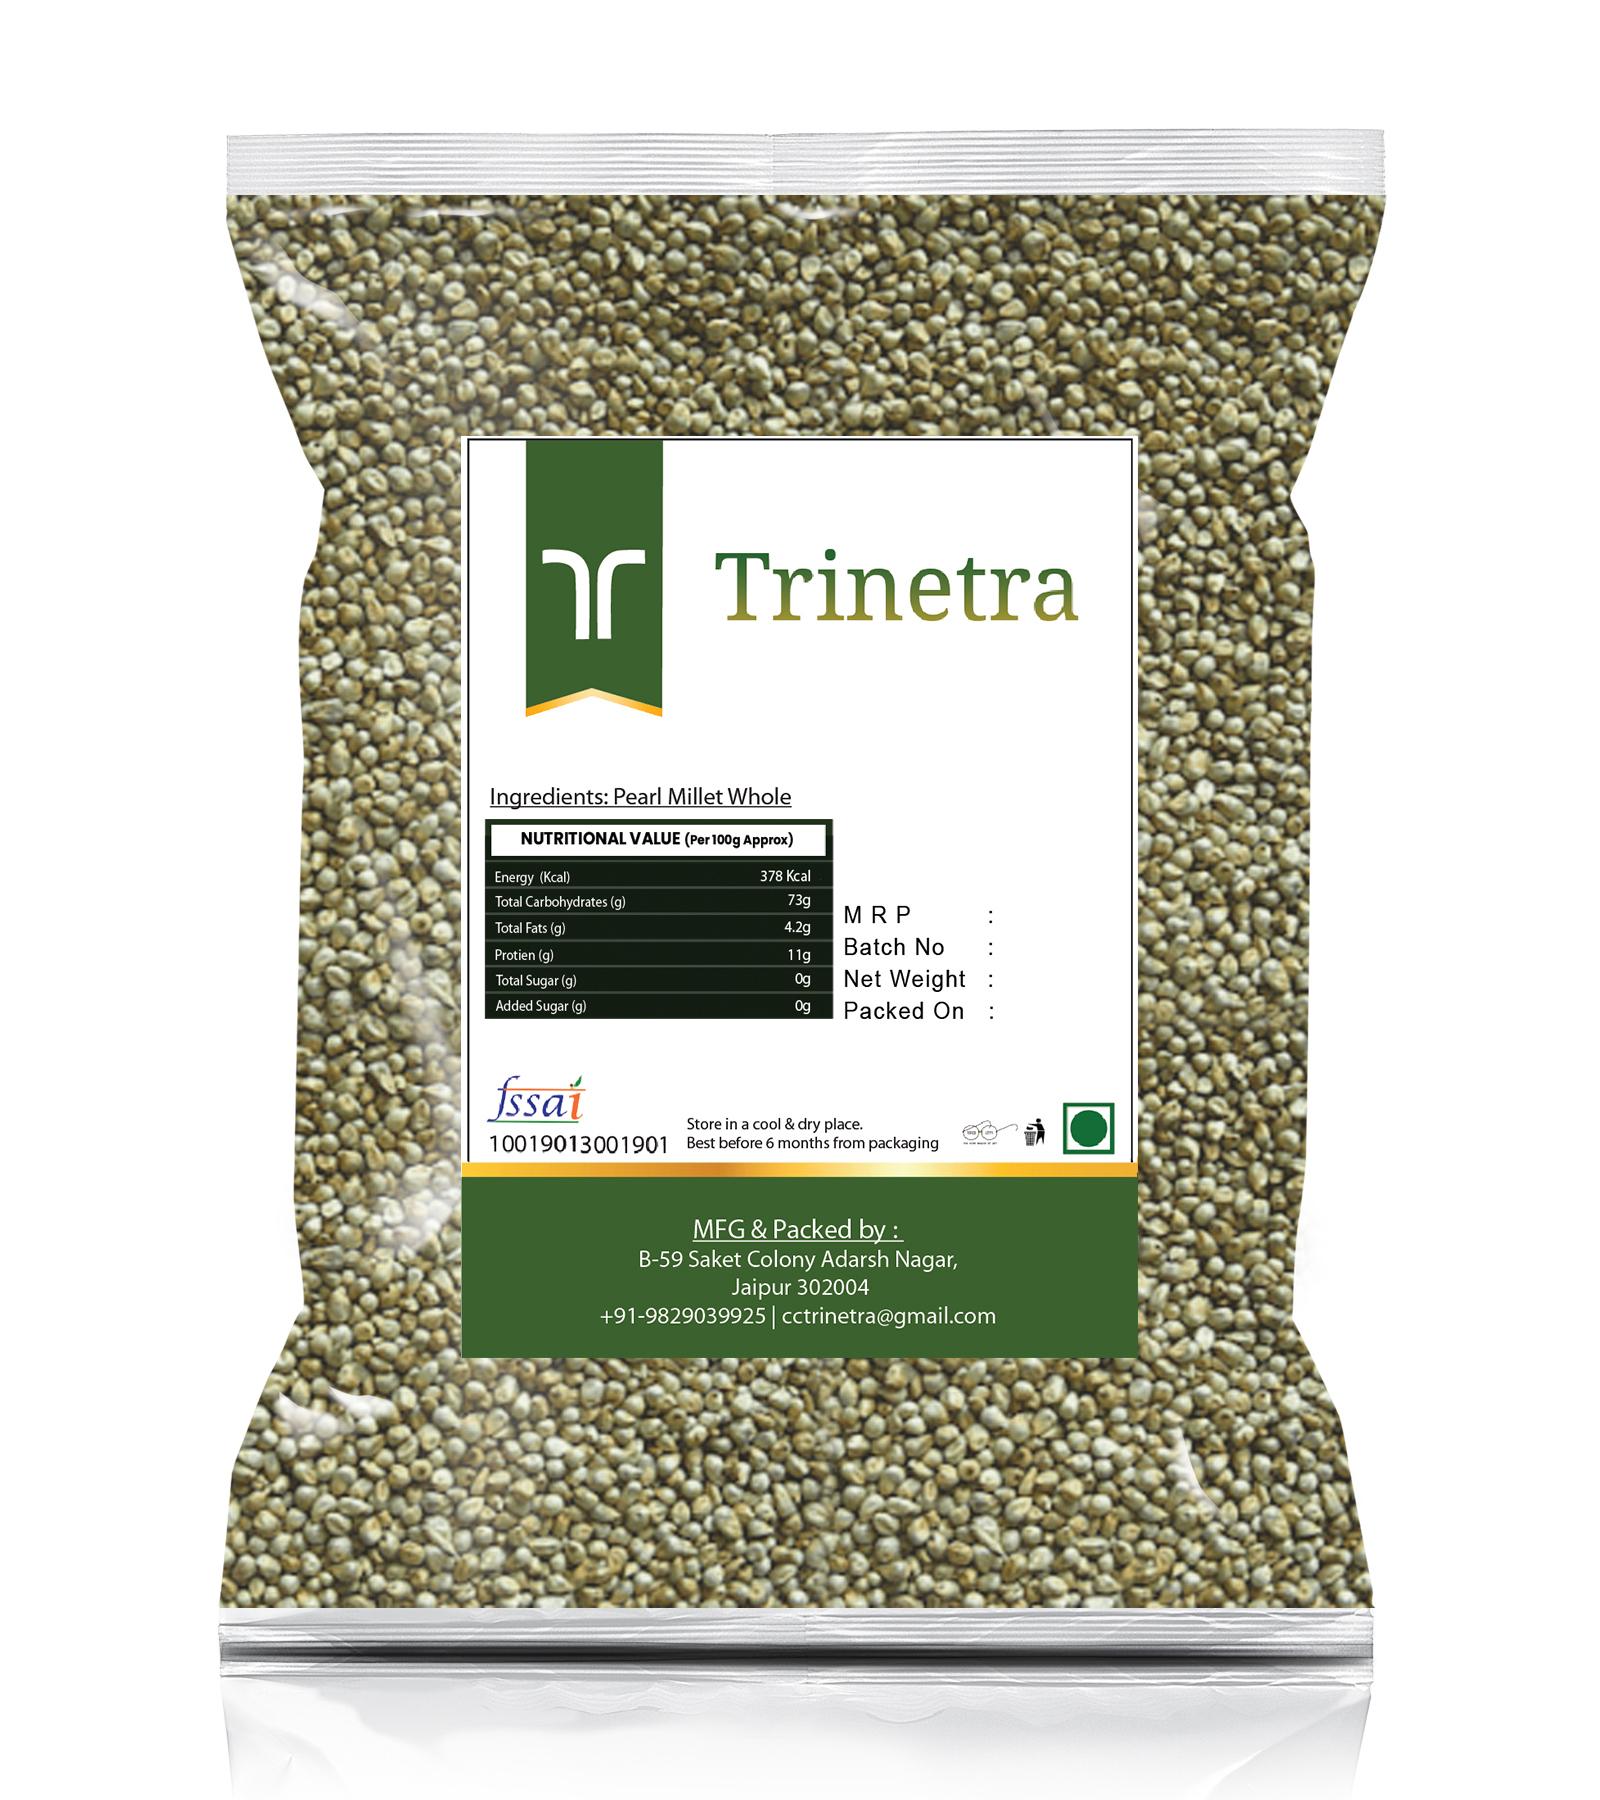 Trinetra
Ingredients: Pearl Millet Whole
NUTRITIONAL VALUE (Per 100g Approx)
Energy (Kcal) 378 Kcal
Total Carbohydrates (g) 73g
Total Fats (g) 4.2g
Protien (g) 11g
Total Sugar (g) 0g
Added Sugar (g) 0g
M R P :
Batch No :
Net Weight :
Packed On :
fssai
10019013001901
Store in a cool & dry place.
Best before 6 months from packaging
MFG & Packed by :
B-59 Saket Colony Adarsh Nagar,
Jaipur 302004
+91-9829039925 | cctrinetra@gmail.com